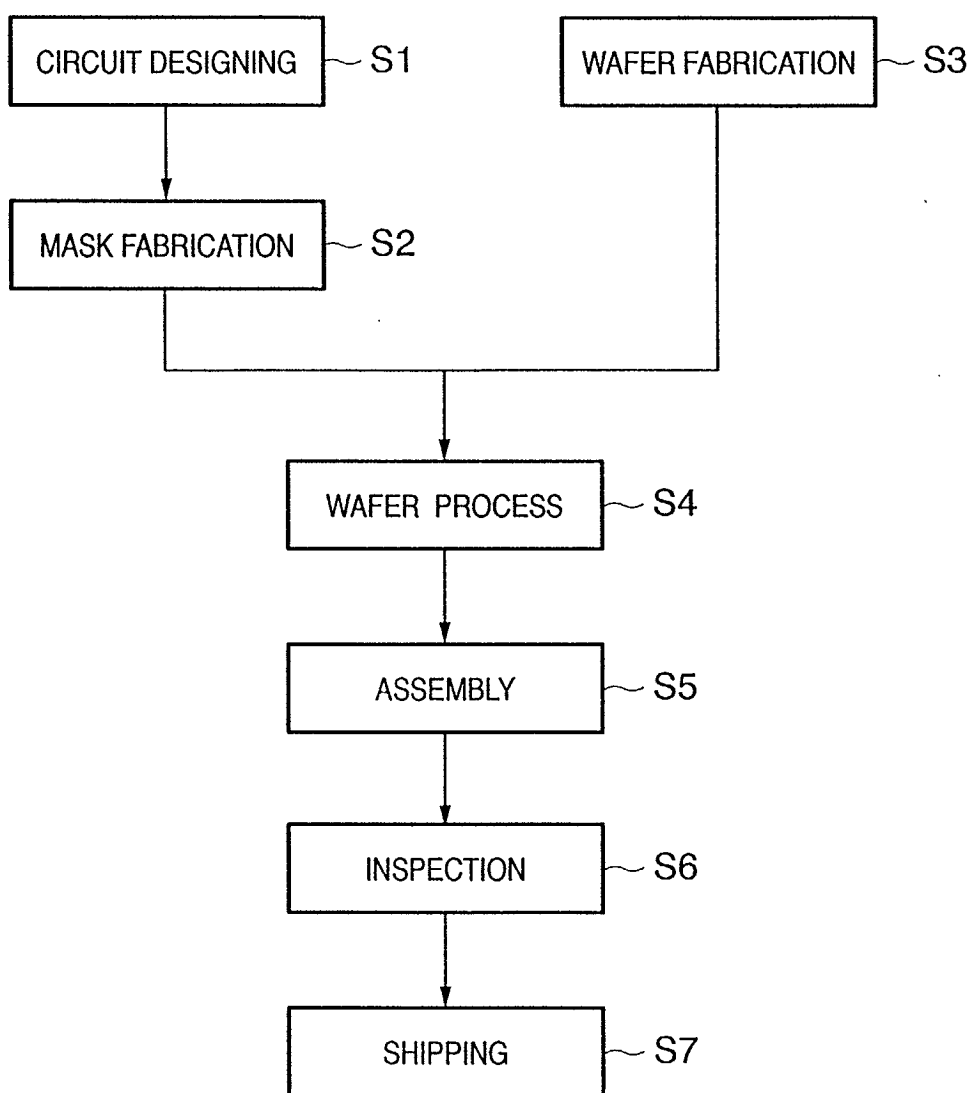 CIRCUIT DESIGNING S1
WAFER FABRICATION S3
MASK FABRICATION S2
WAFER PROCESS S4
ASSEMBLY S5
INSPECTION S6
SHIPPING S7